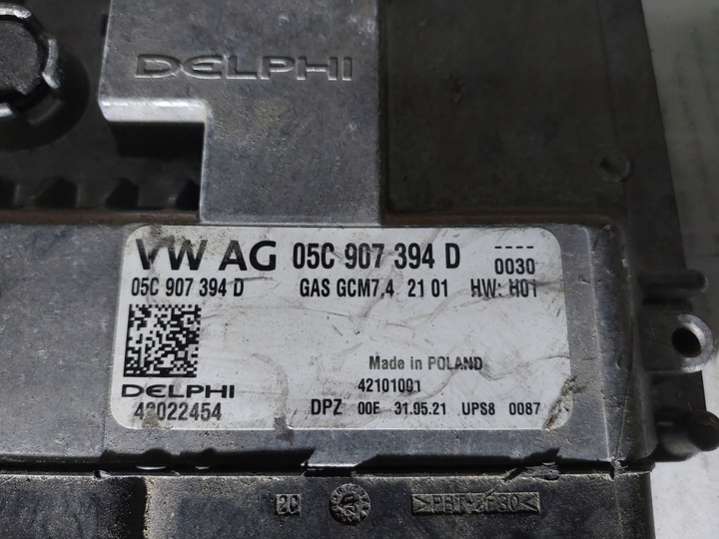 DELPHI
VW AG 05C 907 394 D ----
0030
05C 907 394 D GAS GCM7,4 21 01 HW: H01
Made in POLAND
DELPHI 42101001
42022454 DPZ 00E 31.05.21 UPS8 0087
2C